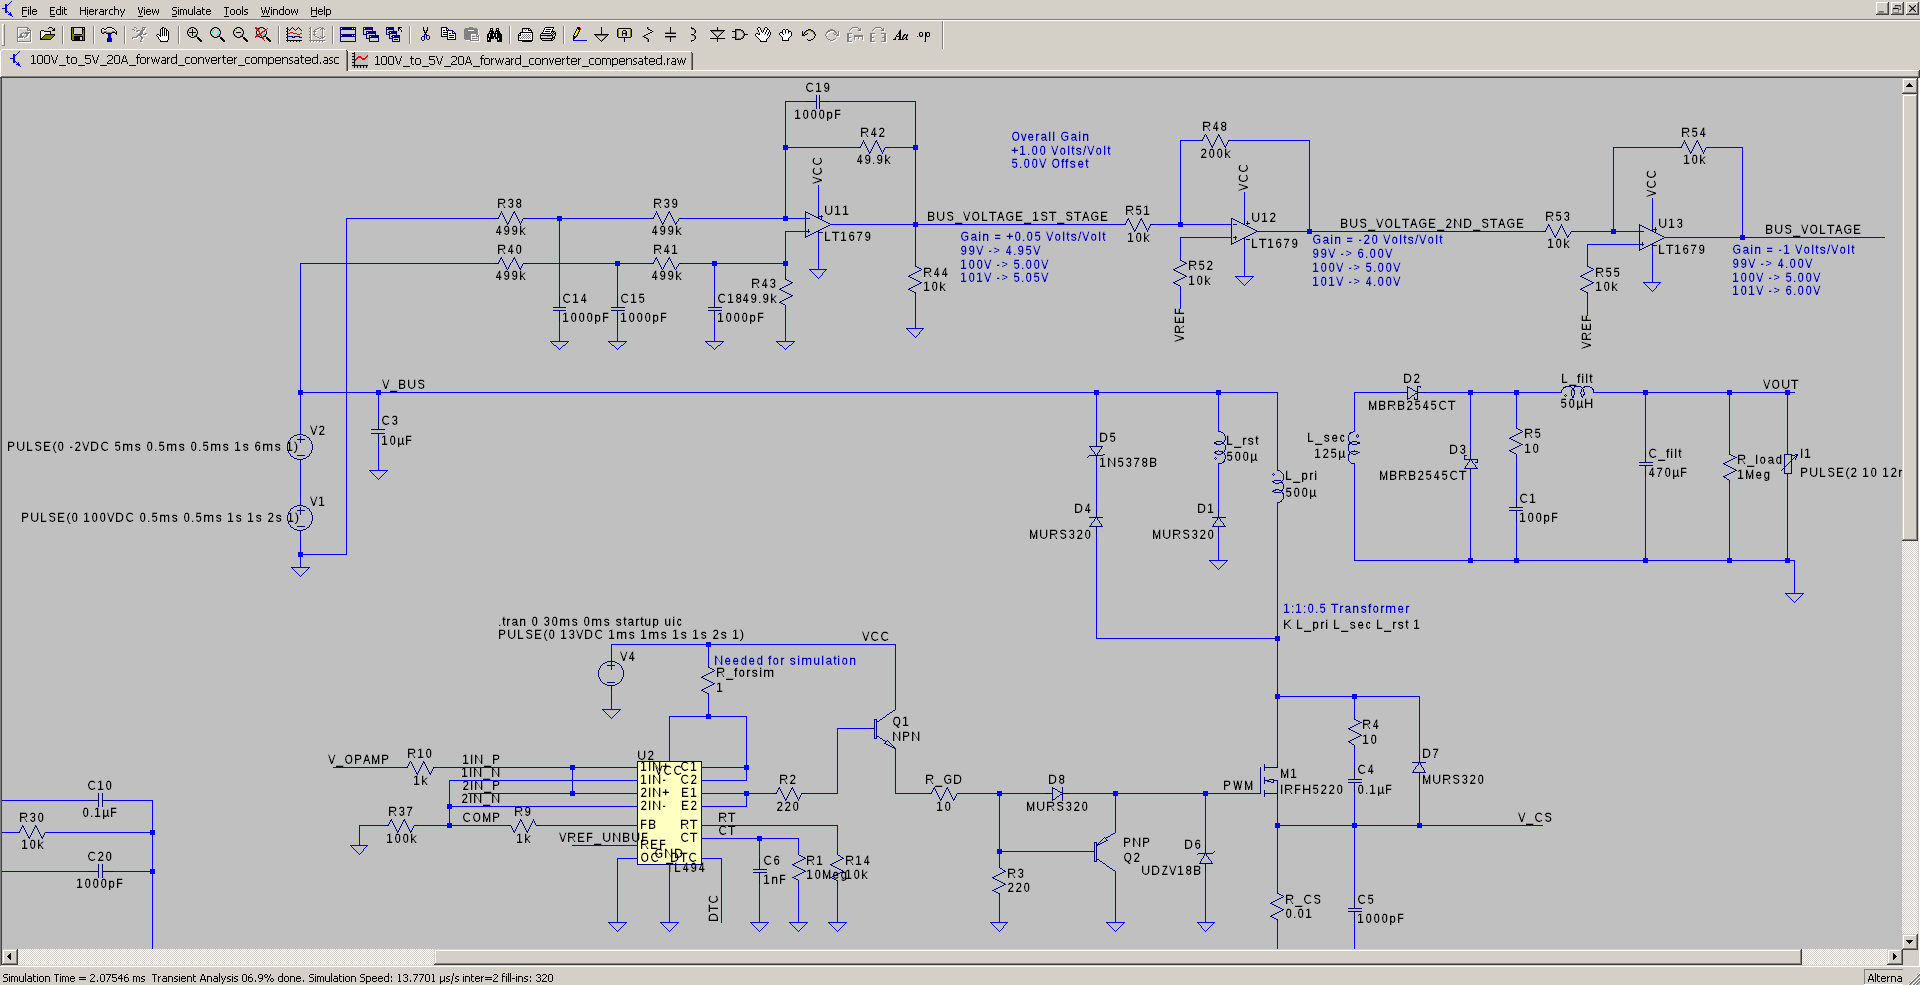 File Edit Hierarchy View Simulate Tools Window Help
Aa .op
100V_to_5V_20A_forward_converter_compensated.asc
100V_to_5V_20A_forward_converter_compensated.raw
C19
1000pF
R42
49.9k
VCC
U11
LT1679
R38
499k
R39
499k
R40
499k
R41
499k
C14
1000pF
C15
1000pF
C18
1000pF
R43
49.9k
BUS_VOLTAGE_1ST_STAGE
Gain = +0.05 Volts/Volt
99V -> 4.95V
100V -> 5.00V
101V -> 5.05V
R44
10k
Overall Gain
+1.00 Volts/Volt
5.00V Offset
R48
200k
VCC
R51
10k
U12
LT1679
R52
10k
VREF
BUS_VOLTAGE_2ND_STAGE
Gain = -20 Volts/Volt
99V -> 6.00V
100V -> 5.00V
101V -> 4.00V
R54
10k
VCC
R53
10k
U13
LT1679
R55
10k
VREF
BUS_VOLTAGE
Gain = -1 Volts/Volt
99V -> 4.00V
100V -> 5.00V
101V -> 6.00V
V_BUS
C3
10µF
V2
PULSE(0 -2VDC 5ms 0.5ms 0.5ms 1s 6ms 1)
V1
PULSE(0 100VDC 0.5ms 0.5ms 1s 1s 2s 1)
D5
1N5378B
D4
MURS320
L_rst
500µ
D1
MURS320
L_pri
500µ
L_sec
125µ
D2
MBRB2545CT
D3
MBRB2545CT
R5
10
C1
100pF
L_filt
50µH
C_filt
470µF
R_load
1Meg
VOUT
I1
PULSE(2 10 12r
1:1:0.5 Transformer
K L_pri L_sec L_rst 1
.tran 0 30ms 0ms startup uic
PULSE(0 13VDC 1ms 1ms 1s 1s 2s 1)
V4
VCC
Needed for simulation
R_forsim
1
Q1
NPN
V_OPAMP
R10
1k
1IN_P
1IN_N
2IN_P
2IN_N
R37
100k
COMP
R9
1k
VREF_UNBUF
U2
1IN+
1IN-
2IN+
2IN-
FB
REF
OC
VCC
GND
C1
C2
E1
E2
RT
CT
DTC
TL494
RT
CT
DTC
R2
220
C6
1nF
R1
10Meg
R14
10k
R_GD
10
D8
MURS320
R3
220
PNP
Q2
D6
UDZV18B
PWM
M1
IRFH5220
R4
10
C4
0.1µF
D7
MURS320
V_CS
R_CS
0.01
C5
1000pF
C10
0.1µF
R30
10k
C20
1000pF
Simulation Time = 2.07546 ms Transient Analysis 06.9% done. Simulation Speed: 13.7701 µs/s inter=2 fill-ins: 320
Alterna